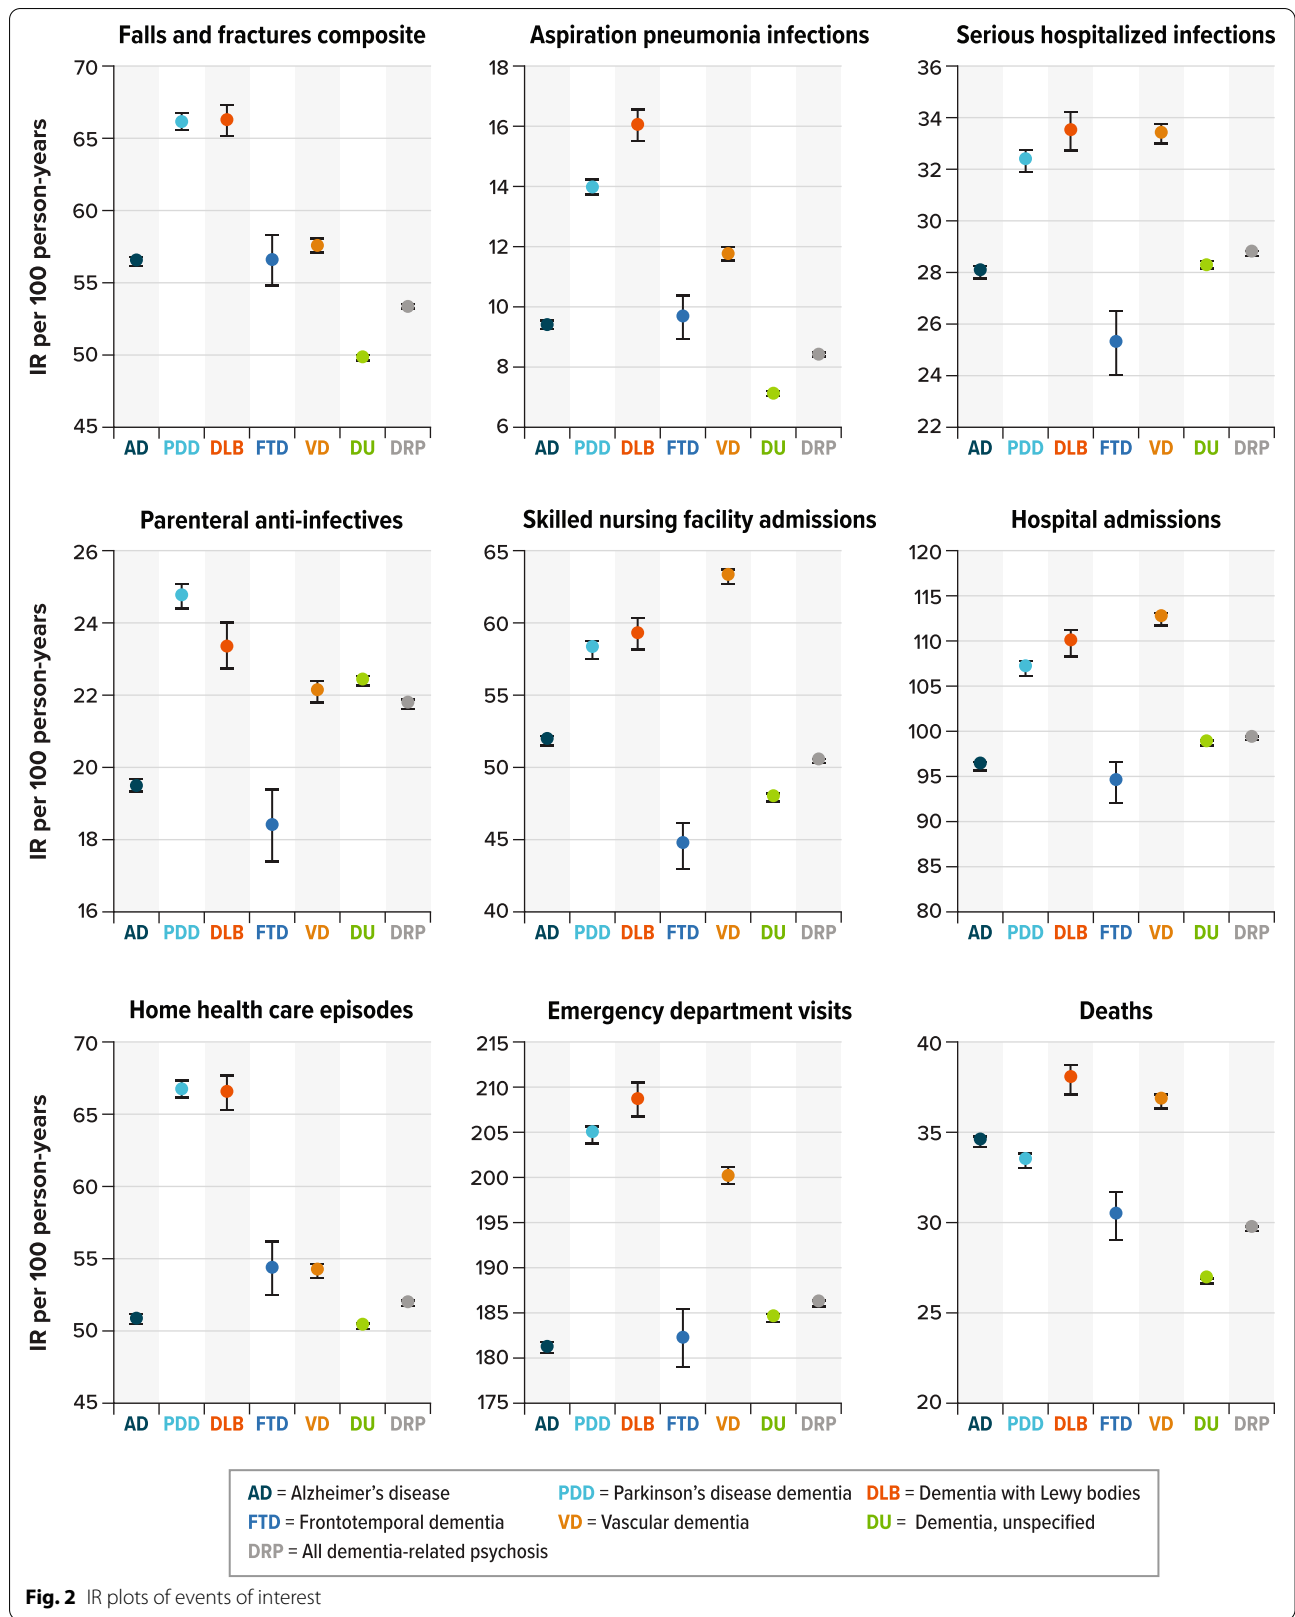 Falls and fractures composite
IR per 100 person-years
70
65
60
55
50
45
AD PDD DLB FTD VD DU DRP
Aspiration pneumonia infections
18
16
14
12
10
8
6
AD PDD DLB FTD VD DU DRP
Serious hospitalized infections
36
34
32
30
28
26
24
22
AD PDD DLB FTD VD DU DRP
Parenteral anti-infectives
IR per 100 person-years
26
24
22
20
18
16
AD PDD DLB FTD VD DU DRP
Skilled nursing facility admissions
65
60
55
50
45
40
AD PDD DLB FTD VD DU DRP
Hospital admissions
120
115
110
105
100
95
90
85
80
AD PDD DLB FTD VD DU DRP
Home health care episodes
IR per 100 person-years
70
65
60
55
50
45
AD PDD DLB FTD VD DU DRP
Emergency department visits
215
210
205
200
195
190
185
180
175
AD PDD DLB FTD VD DU DRP
Deaths
40
35
30
25
20
AD PDD DLB FTD VD DU DRP
AD = Alzheimer's disease PDD = Parkinson's disease dementia DLB = Dementia with Lewy bodies
FTD = Frontotemporal dementia VD = Vascular dementia DU = Dementia, unspecified
DRP = All dementia-related psychosis
Fig. 2 IR plots of events of interest